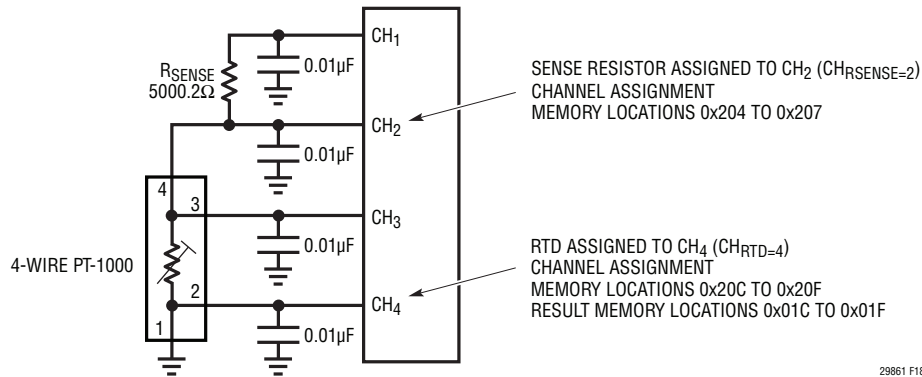 CH1
RSENSE
5000.2Ω
0.01µF
SENSE RESISTOR ASSIGNED TO CH2 (CHRSENSE=2)
CHANNEL ASSIGNMENT
MEMORY LOCATIONS 0x204 TO 0x207
CH2
0.01µF
4
3
CH3
4-WIRE PT-1000
0.01µF
RTD ASSIGNED TO CH4 (CHRTD=4)
CHANNEL ASSIGNMENT
MEMORY LOCATIONS 0x20C TO 0x20F
RESULT MEMORY LOCATIONS 0x01C TO 0x01F
2
CH4
1
0.01µF